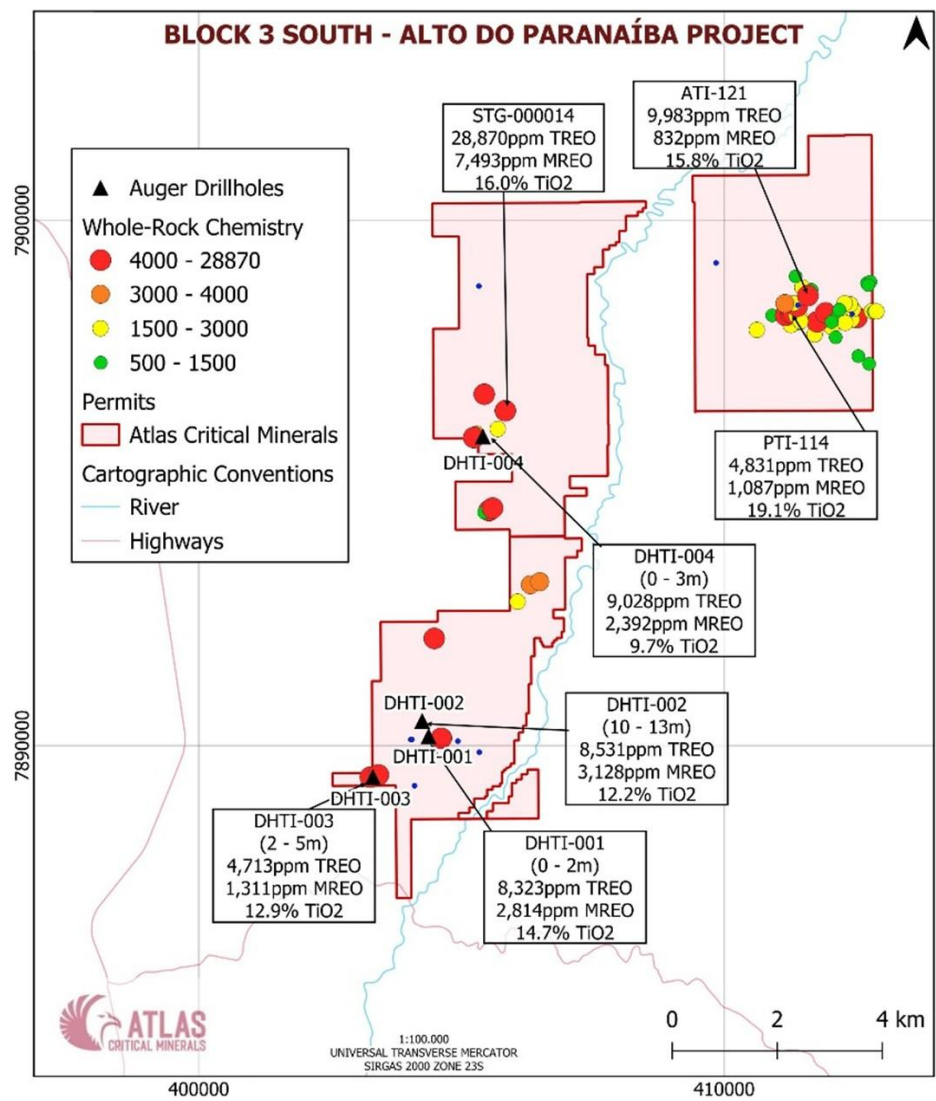 BLOCK 3 SOUTH - ALTO DO PARANAÍBA PROJECT
STG-000014
28,870ppm TREO
7,493ppm MREO
16.0% TiO2
ATI-121
9,983ppm TREO
832ppm MREO
15.8% TiO2
Auger Drillholes
Whole-Rock Chemistry
4000 - 28870
3000 - 4000
1500 - 3000
500 - 1500
Permits
Atlas Critical Minerals
Cartographic Conventions
River
Highways
7900000
7890000
DHTI-004
PTI-114
4,831ppm TREO
1,087ppm MREO
19.1% TiO2
DHTI-004
(0 - 3m)
9,028ppm TREO
2,392ppm MREO
9.7% TiO2
DHTI-002
DHTI-001
DHTI-003
DHTI-002
(10 - 13m)
8,531ppm TREO
3,128ppm MREO
12.2% TiO2
DHTI-003
(2 - 5m)
4,713ppm TREO
1,311ppm MREO
12.9% TiO2
DHTI-001
(0 - 2m)
8,323ppm TREO
2,814ppm MREO
14.7% TiO2
ATLAS
CRITICAL MINERALS
1:100.000
UNIVERSAL TRANSVERSE MERCATOR
SIRGAS 2000 ZONE 23S
0 2 4 km
400000
410000